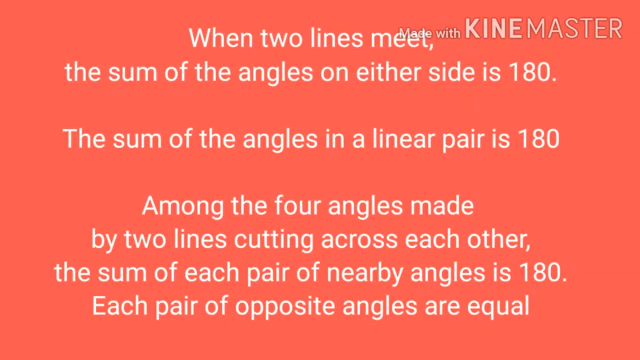 Made with KINEMASTER
When two lines meet,
the sum of the angles on either side is 180.
The sum of the angles in a linear pair is 180
Among the four angles made
by two lines cutting across each other,
the sum of each pair of nearby angles is 180.
Each pair of opposite angles are equal